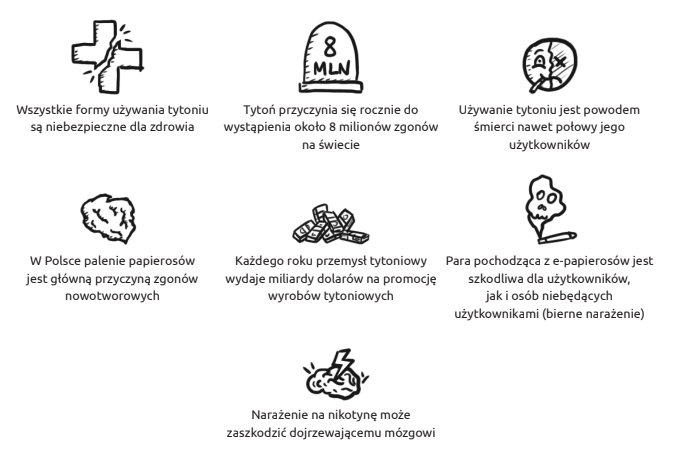 8
MLN
Wszystkie formy używania tytoniu
są niebezpieczne dla zdrowia
Tytoń przyczynia się rocznie do
wystąpienia około 8 milionów zgonów
na świecie
Używanie tytoniu jest powodem
śmierci nawet połowy jego
użytkowników
W Polsce palenie papierosów
jest główną przyczyną zgonów
nowotworowych
Każdego roku przemysł tytoniowy
wydaje miliardy dolarów na promocję
wyrobów tytoniowych
Para pochodząca z e-papierosów jest
szkodliwa dla użytkowników,
jak i osób niebędących
użytkownikami (bierne narażenie)
Narażenie na nikotynę może
zaszkodzić dojrzewającemu mózgowi